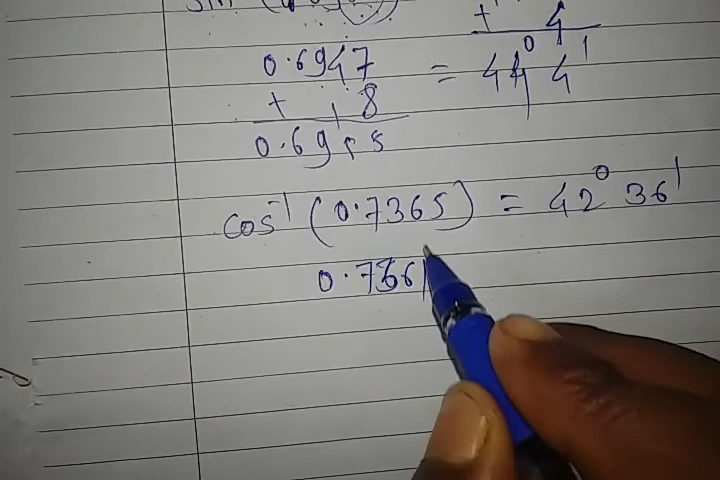 + 4
0.6947 = 44° 4'
+ 8
0.6955
cos⁻¹ (0.7365) = 42° 36'
0.7361